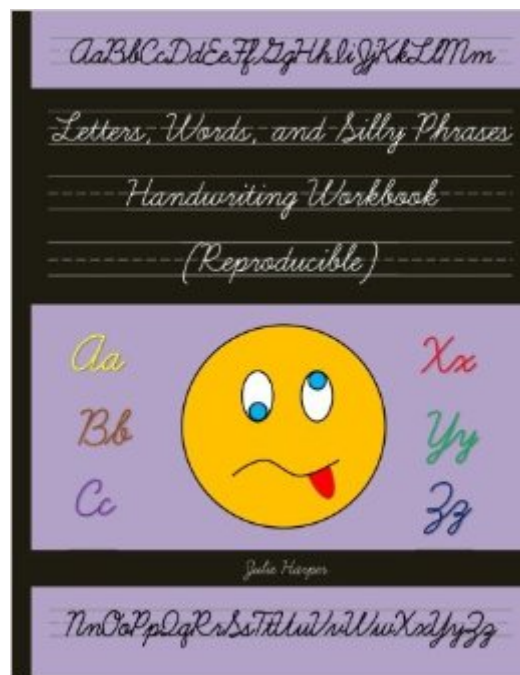 AaBbCcDdEeFfGgHhIiJjKkLlMm
Letters, Words, and Silly Phrases
Handwriting Workbook
(Reproducible)
Aa
Xx
Bb
Yy
Cc
Zz
Julie Harper
NnOoPpQqRrSsTtUuVvWwXxYyZz